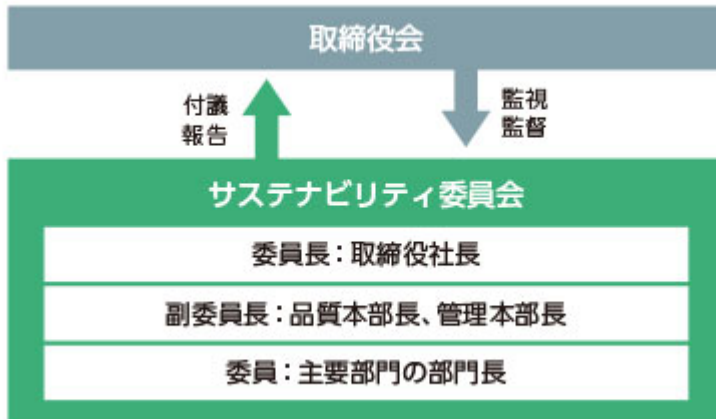 取締役会
付議
報告
監視
監督
サステナビリティ委員会
委員長：取締役社長
副委員長：品質本部長、管理本部長
委員：主要部門の部門長